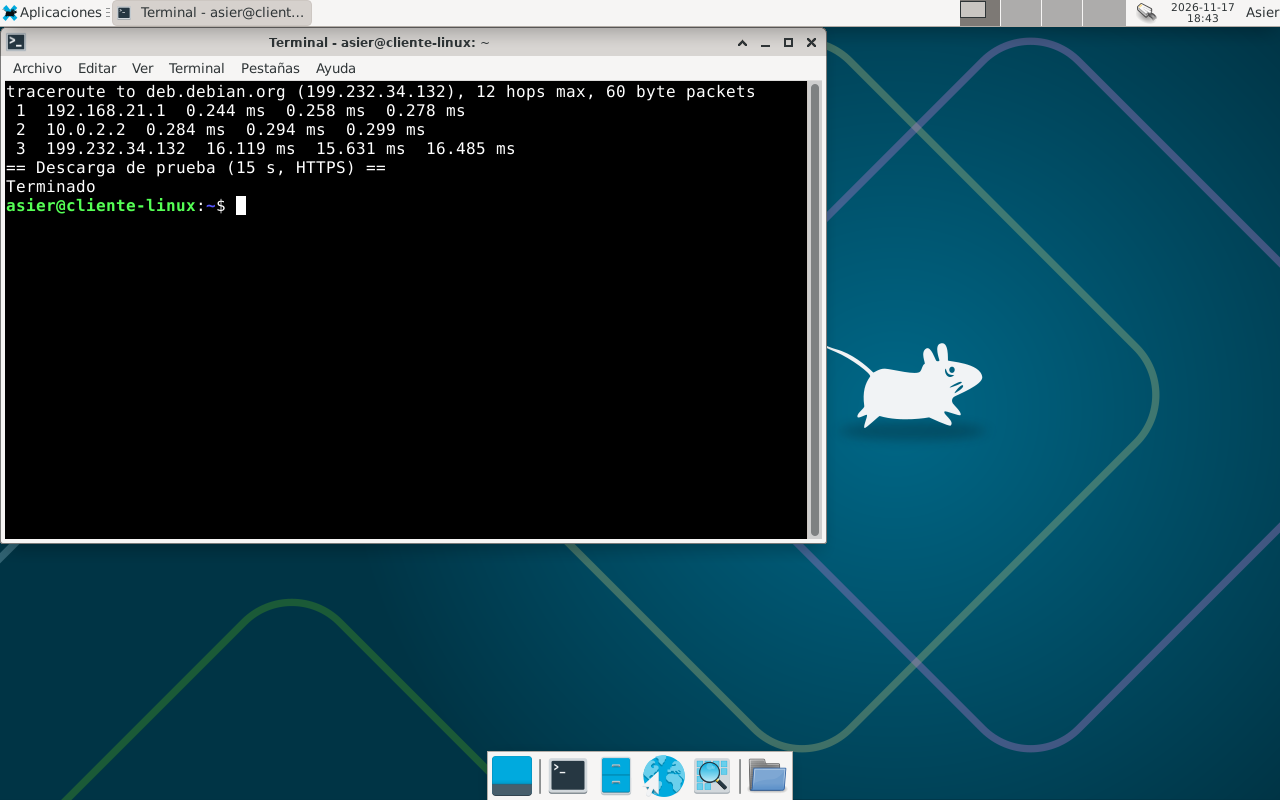 Aplicaciones
Terminal - asier@client...
2026-11-17
18:43
Asier
Terminal - asier@cliente-linux: ~
Archivo Editar Ver Terminal Pestañas Ayuda
traceroute to deb.debian.org (199.232.34.132), 12 hops max, 60 byte packets
1 192.168.21.1 0.244 ms 0.258 ms 0.278 ms
2 10.0.2.2 0.284 ms 0.294 ms 0.299 ms
3 199.232.34.132 16.119 ms 15.631 ms 16.485 ms
== Descarga de prueba (15 s, HTTPS) ==
Terminado
asier@cliente-linux:~$